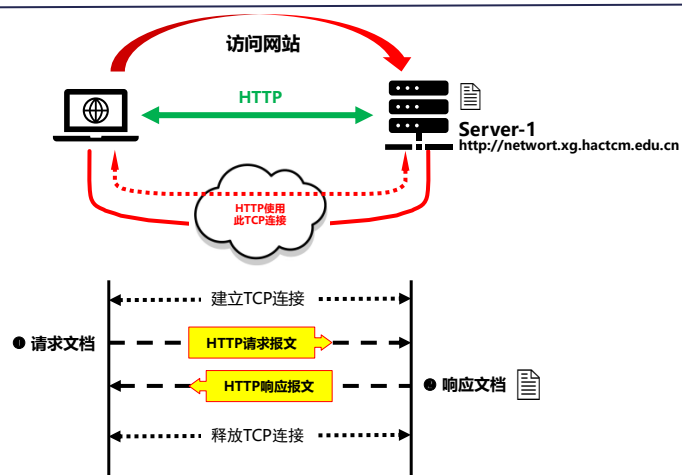 访问网站
HTTP
Server-1
http://networt.xg.hactcm.edu.cn
HTTP使用
此TCP连接
建立TCP连接
❶ 请求文档
HTTP请求报文
HTTP响应报文
❷ 响应文档
释放TCP连接